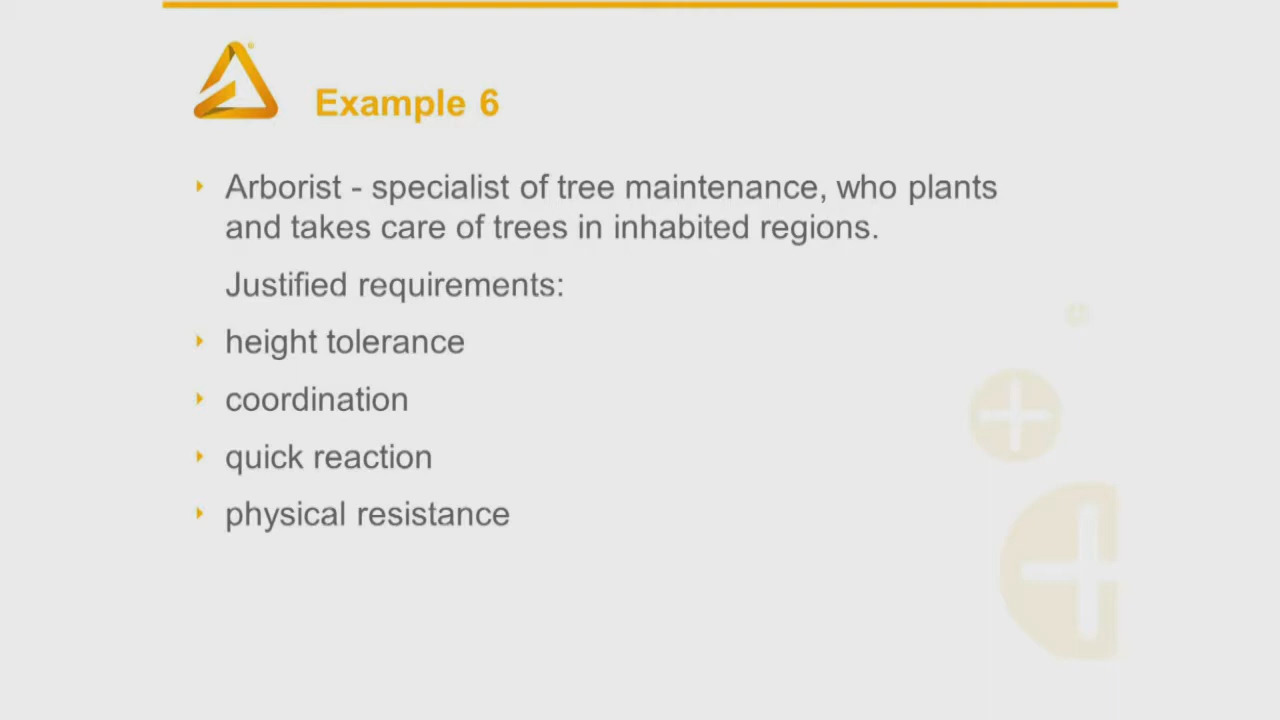 Example 6
Arborist - specialist of tree maintenance, who plants
and takes care of trees in inhabited regions.
Justified requirements:
height tolerance
coordination
quick reaction
physical resistance